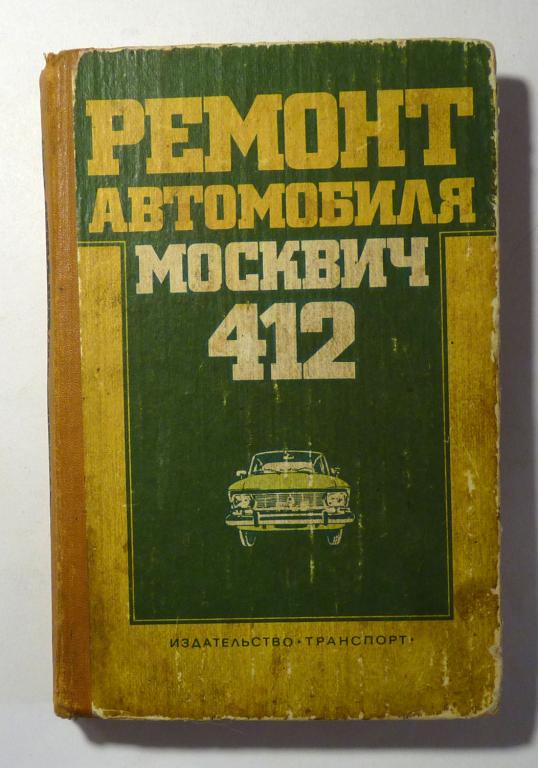 РЕМОНТ
АВТОМОБИЛЯ
МОСКВИЧ
412
ИЗДАТЕЛЬСТВО · ТРАНСПОРТ ·